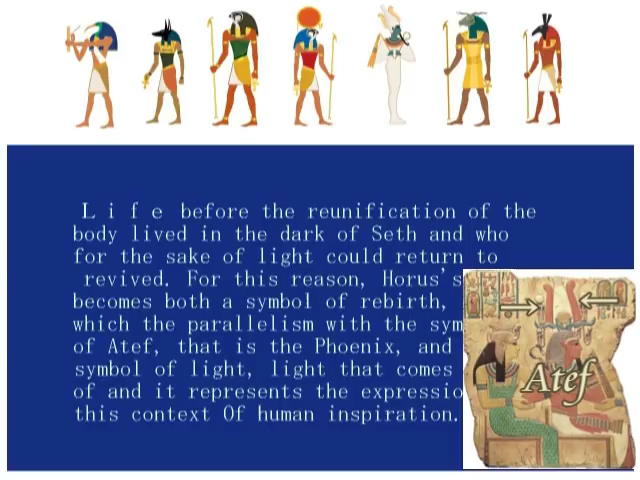 L i f e before the reunification of the
body lived in the dark of Seth and who
for the sake of light could return to
revived. For this reason, Horus's
becomes both a symbol of rebirth,
which the parallelism with the sym
of Atef, that is the Phoenix, and
symbol of light, light that comes
of and it represents the expressio
this context Of human inspiration.
Atef